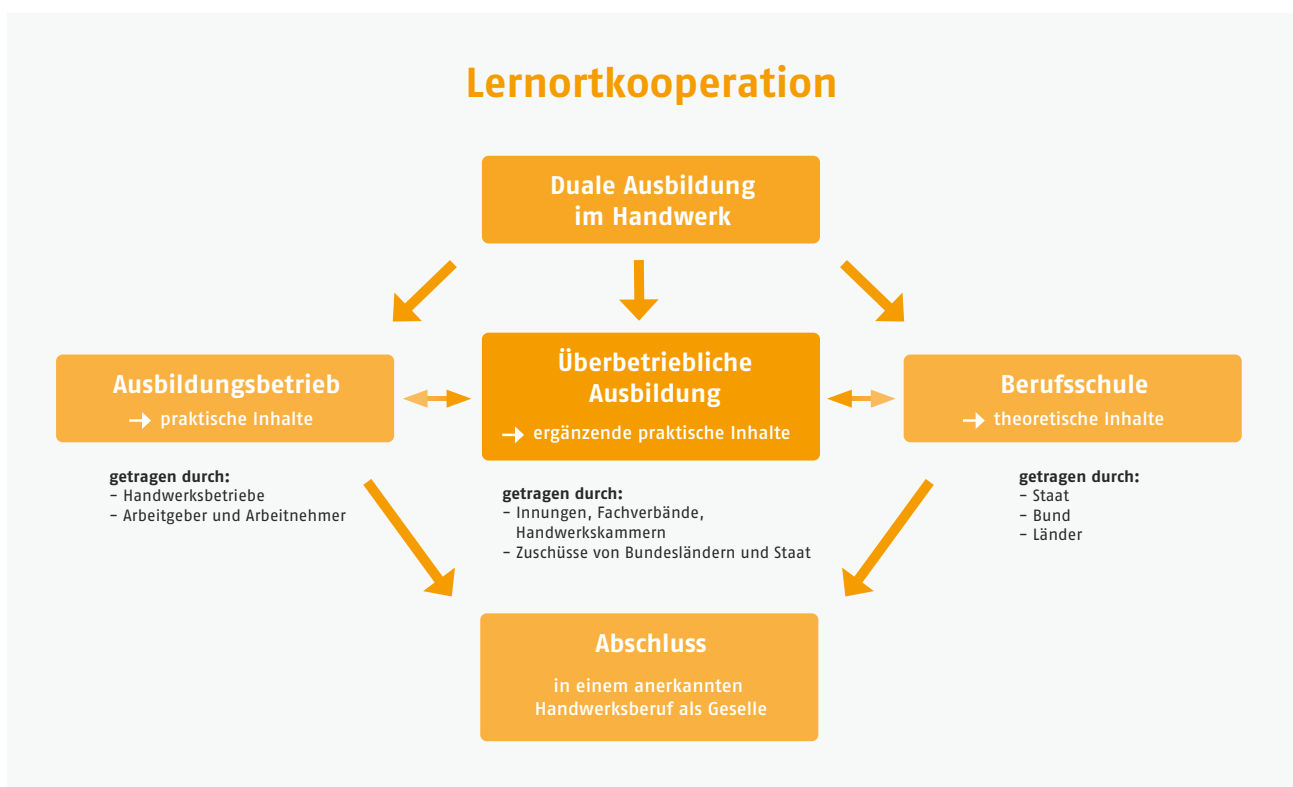 Lernortkooperation
Duale Ausbildung
im Handwerk
Ausbildungsbetrieb
→ praktische Inhalte
getragen durch:
– Handwerksbetriebe
– Arbeitgeber und Arbeitnehmer
Überbetriebliche
Ausbildung
→ ergänzende praktische Inhalte
getragen durch:
– Innungen, Fachverbände,
Handwerkskammern
– Zuschüsse von Bundesländern und Staat
Berufsschule
→ theoretische Inhalte
getragen durch:
– Staat
– Bund
– Länder
Abschluss
in einem anerkannten
Handwerksberuf als Geselle